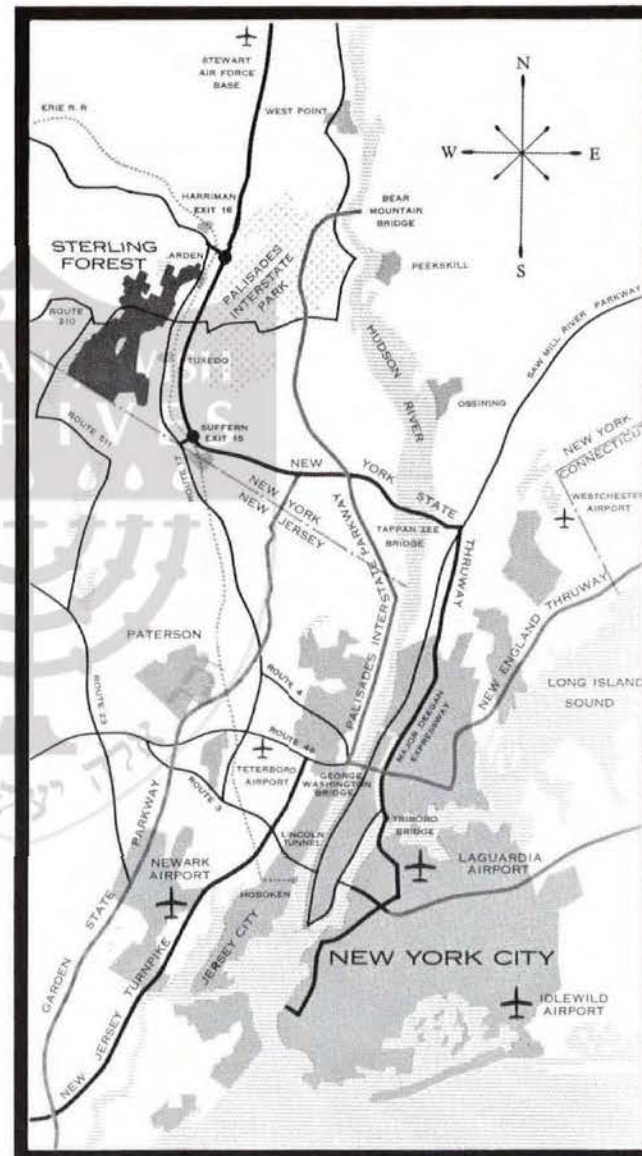 STEWART
AIR FORCE
BASE
N
W
E
S
ERIE R. R
WEST POINT
HARRIMAN
EXIT 16
BEAR
MOUNTAIN
BRIDGE
STERLING
FOREST
ARDEN
PALISADES
INTERSTATE
PARK
PEEKSKILL
ROUTE
210
TUXEDO
HUDSON
RIVER
SAW MILL RIVER PARKWAY
OSSINING
ROUTE 511
SUFFERN
EXIT 15
ROUTE 17
NEW YORK STATE THRUWAY
NEW YORK
NEW JERSEY
NEW YORK
CONNECTICUT
WESTCHESTER
AIRPORT
TAPPAN ZEE
BRIDGE
PALISADES INTERSTATE PARKWAY
NEW ENGLAND THRUWAY
PATERSON
LONG ISLAND
SOUND
ROUTE 23
ROUTE 4
ROUTE 46
MAJOR DEEGAN
EXPRESSWAY
TETERBORO
AIRPORT
GEORGE
WASHINGTON
BRIDGE
ROUTE 3
TRIBORO
BRIDGE
LINCOLN
TUNNEL
NEWARK
AIRPORT
LAGUARDIA
AIRPORT
HOBOKEN
GARDEN STATE PARKWAY
JERSEY CITY
NEW YORK CITY
NEW JERSEY TURNPIKE
IDLEWILD
AIRPORT